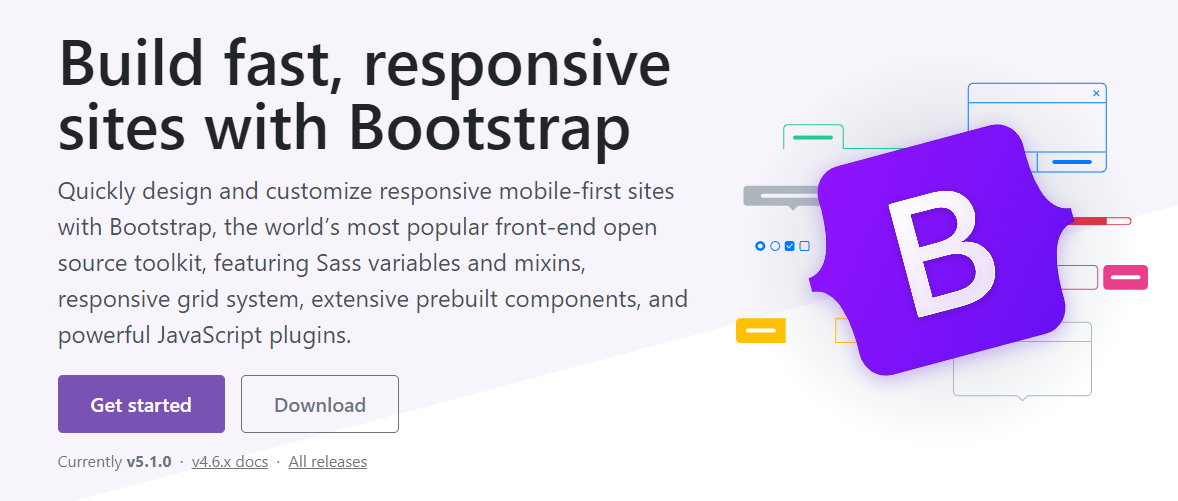 Build fast, responsive
sites with Bootstrap
Quickly design and customize responsive mobile-first sites
with Bootstrap, the world’s most popular front-end open
source toolkit, featuring Sass variables and mixins,
responsive grid system, extensive prebuilt components, and
powerful JavaScript plugins.
Get started Download
Currently v5.1.0 · v4.6.x docs · All releases
B